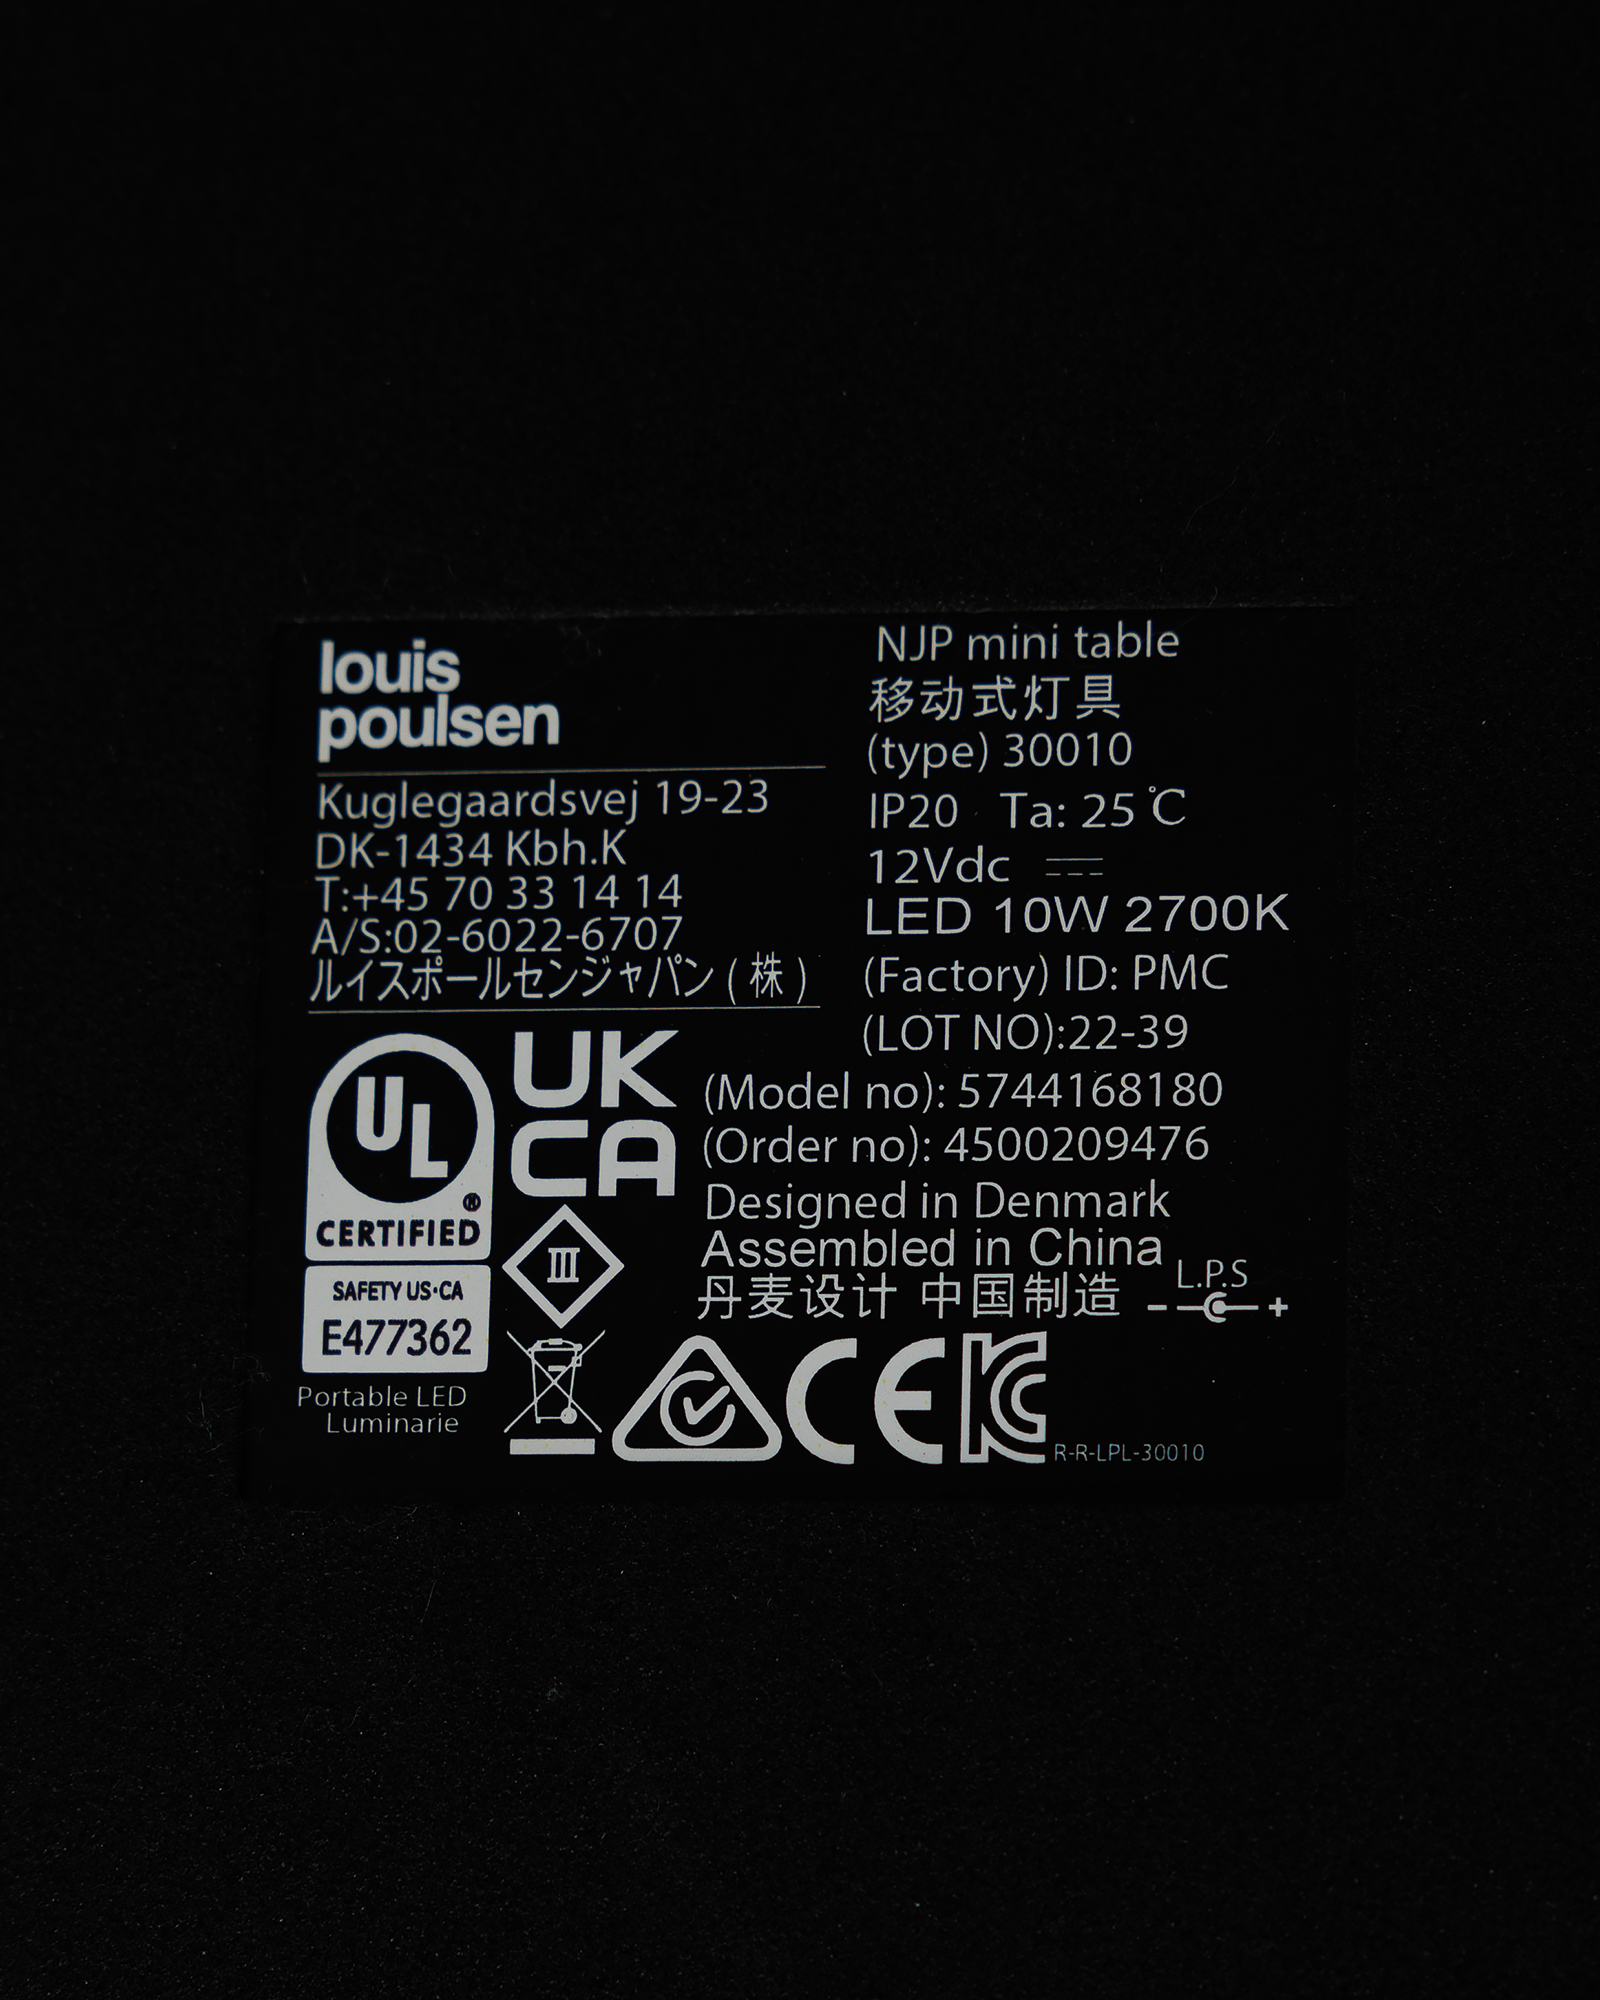 louis
poulsen
Kuglegaardsvej 19-23
DK-1434 Kbh.K
T:+45 70 33 14 14
A/S:02-6022-6707
ルイスポールセンジャパン ( 株 )
NJP mini table
移动式灯具
(type) 30010
IP20 Ta: 25℃
12Vdc
LED 10W 2700K
(Factory) ID: PMC
(LOT NO):22-39
(Model no): 5744168180
(Order no): 4500209476
Designed in Denmark
Assembled in China
丹麦设计 中国制造
L.P.S
- +
UL
®
CERTIFIED
SAFETY US·CA
E477362
Portable LED
Luminarie
UK
CA
III
CE
KC
R-R-LPL-30010